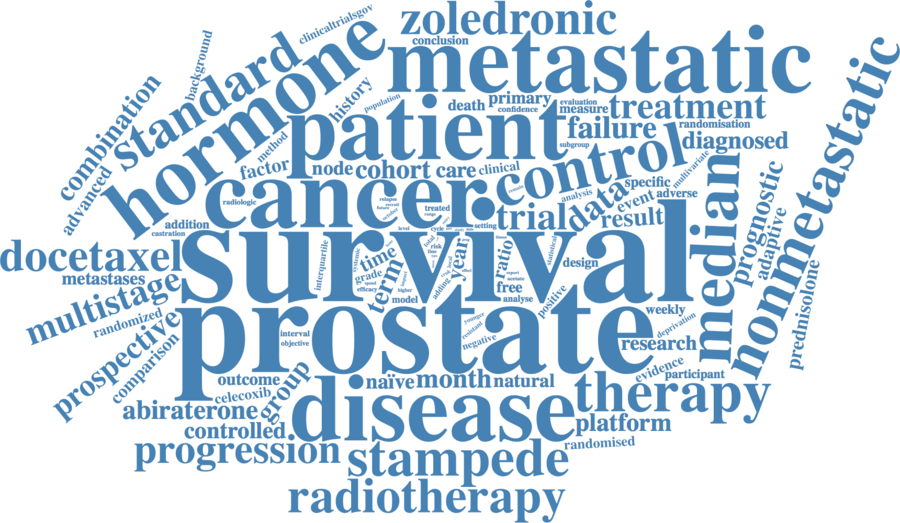 zoledronic
clinicaltrialsgov
conclusion
background
metastatic
hormone
standard
combination
history
population
death
primary
confidence
evaluation
measure
treatment
nonmetastatic
patient
failure
randomisation
subgroup
diagnosed
method
factor
node
cohort
care
clinical
control
multivariate
advanced
cancer
radiologic
relapse
treated
remain
analysis
data
specific
event
adverse
prognostic
adaptive
median
addition
castration
trial
result
level
cycle
setting
survival
docetaxel
metastases
interquartile
systemic
time
grade
efficacy
term
total
risk
year
adding
ratio
free
report
analyse
statistical
design
higher
model
positive
multistage
randomized
prednisolone
prostate
weekly
deprivation
younger
negative
interval
objective
research
prospective
comparison
evidence
participant
outcome
celecoxib
group
naïve
month
natural
disease
therapy
abiraterone
controlled
platform
randomised
progression
stampede
radiotherapy